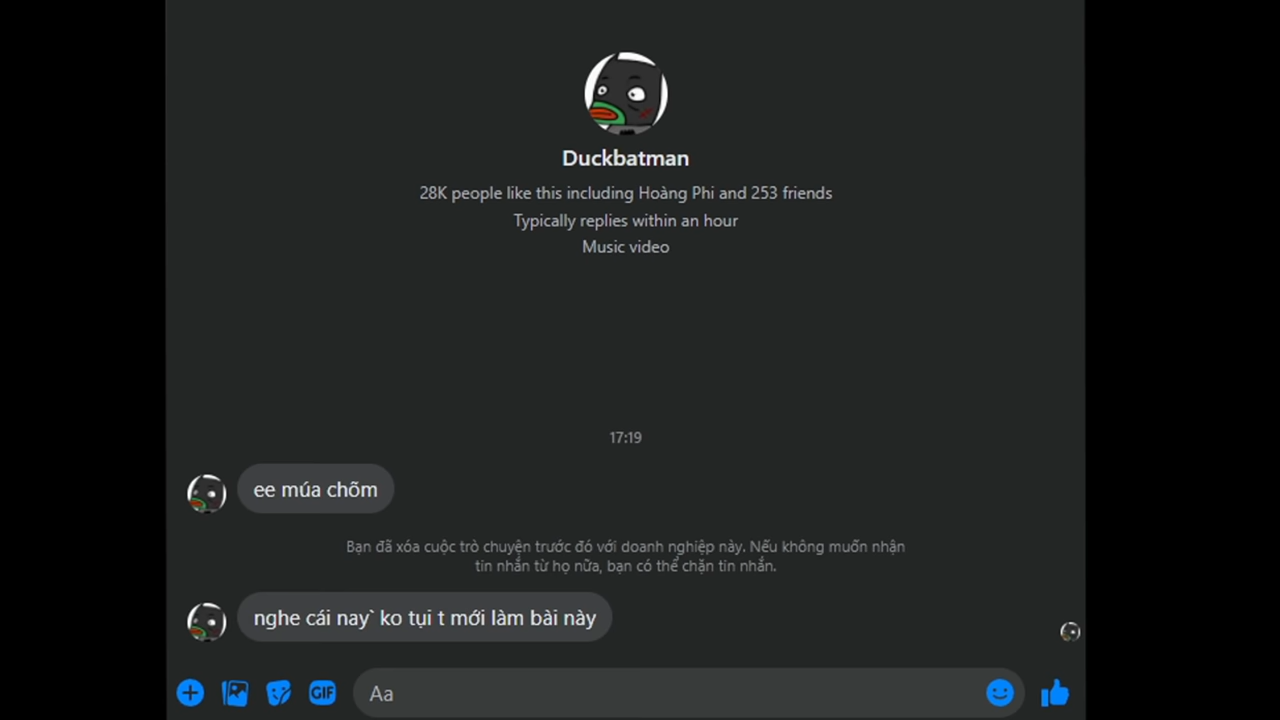 Duckbatman
28K people like this including Hoàng Phi and 253 friends
Typically replies within an hour
Music video
17:19
ee múa chõm
Bạn đã xóa cuộc trò chuyện trước đó với doanh nghiệp này. Nếu không muốn nhận
tin nhắn từ họ nữa, bạn có thể chặn tin nhắn.
nghe cái nay` ko tụi t mới làm bài này
GIF
Aa